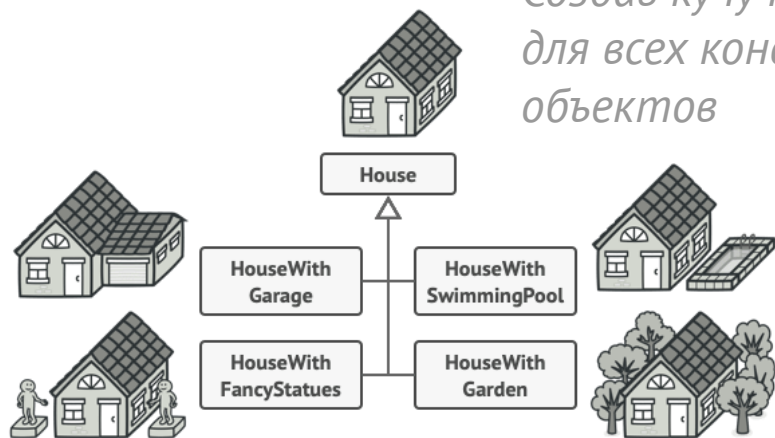 для всех
объектов
House
HouseWith
Garage
HouseWith
SwimmingPool
HouseWith
FancyStatues
HouseWith
Garden